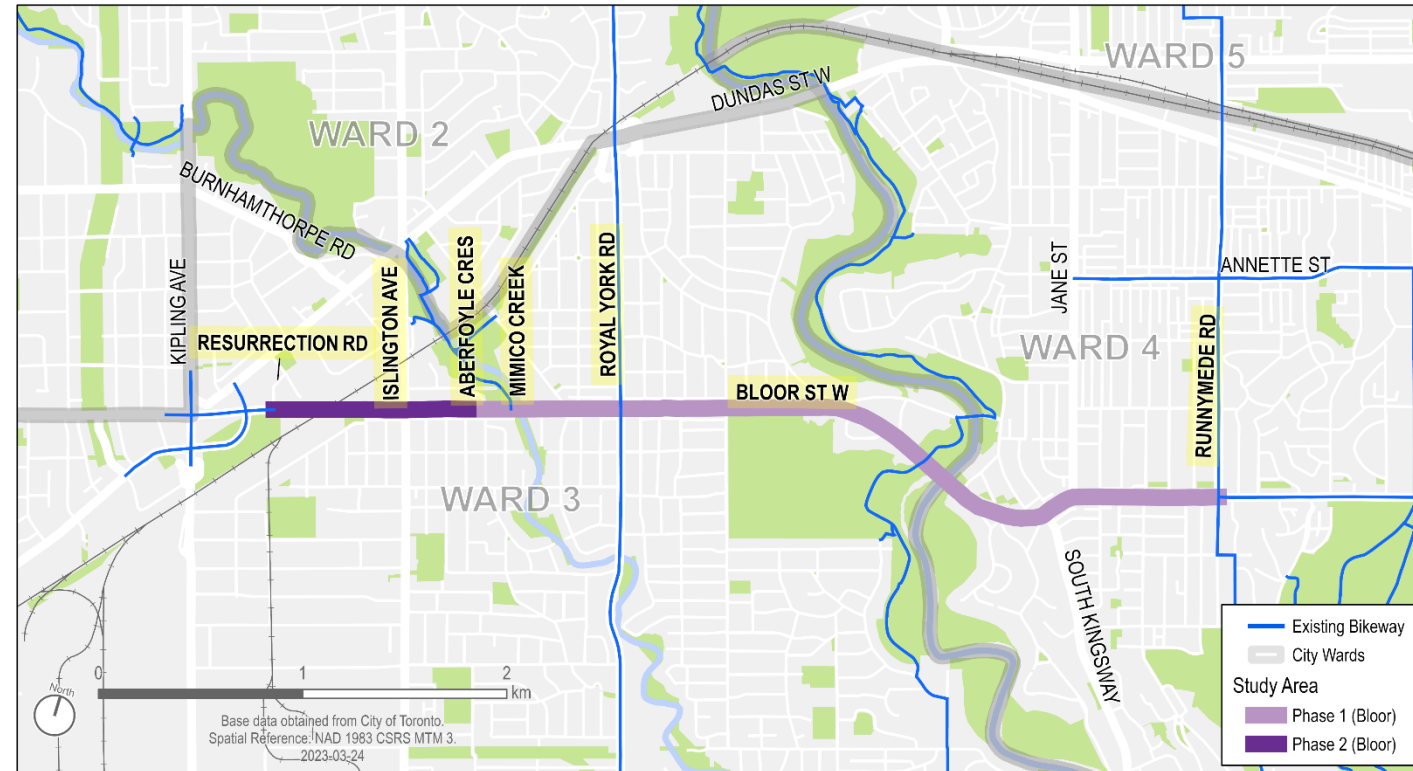 WARD 5
DUNDAS ST W
WARD 2
BURNHAMTHORPE RD
KIPLING AVE
RESURRECTION RD
ISLINGTON AVE
ABERFOYLE CRES
MIMICO CREEK
ROYAL YORK RD
BLOOR ST W
JANE ST
ANNETTE ST
WARD 4
RUNNYMEDE RD
WARD 3
SOUTH KINGSWAY
North
0 1 2
km
Base data obtained from City of Toronto.
Spatial Reference: NAD 1983 CSRS MTM 3.
2023-03-24
Existing Bikeway
City Wards
Study Area
Phase 1 (Bloor)
Phase 2 (Bloor)